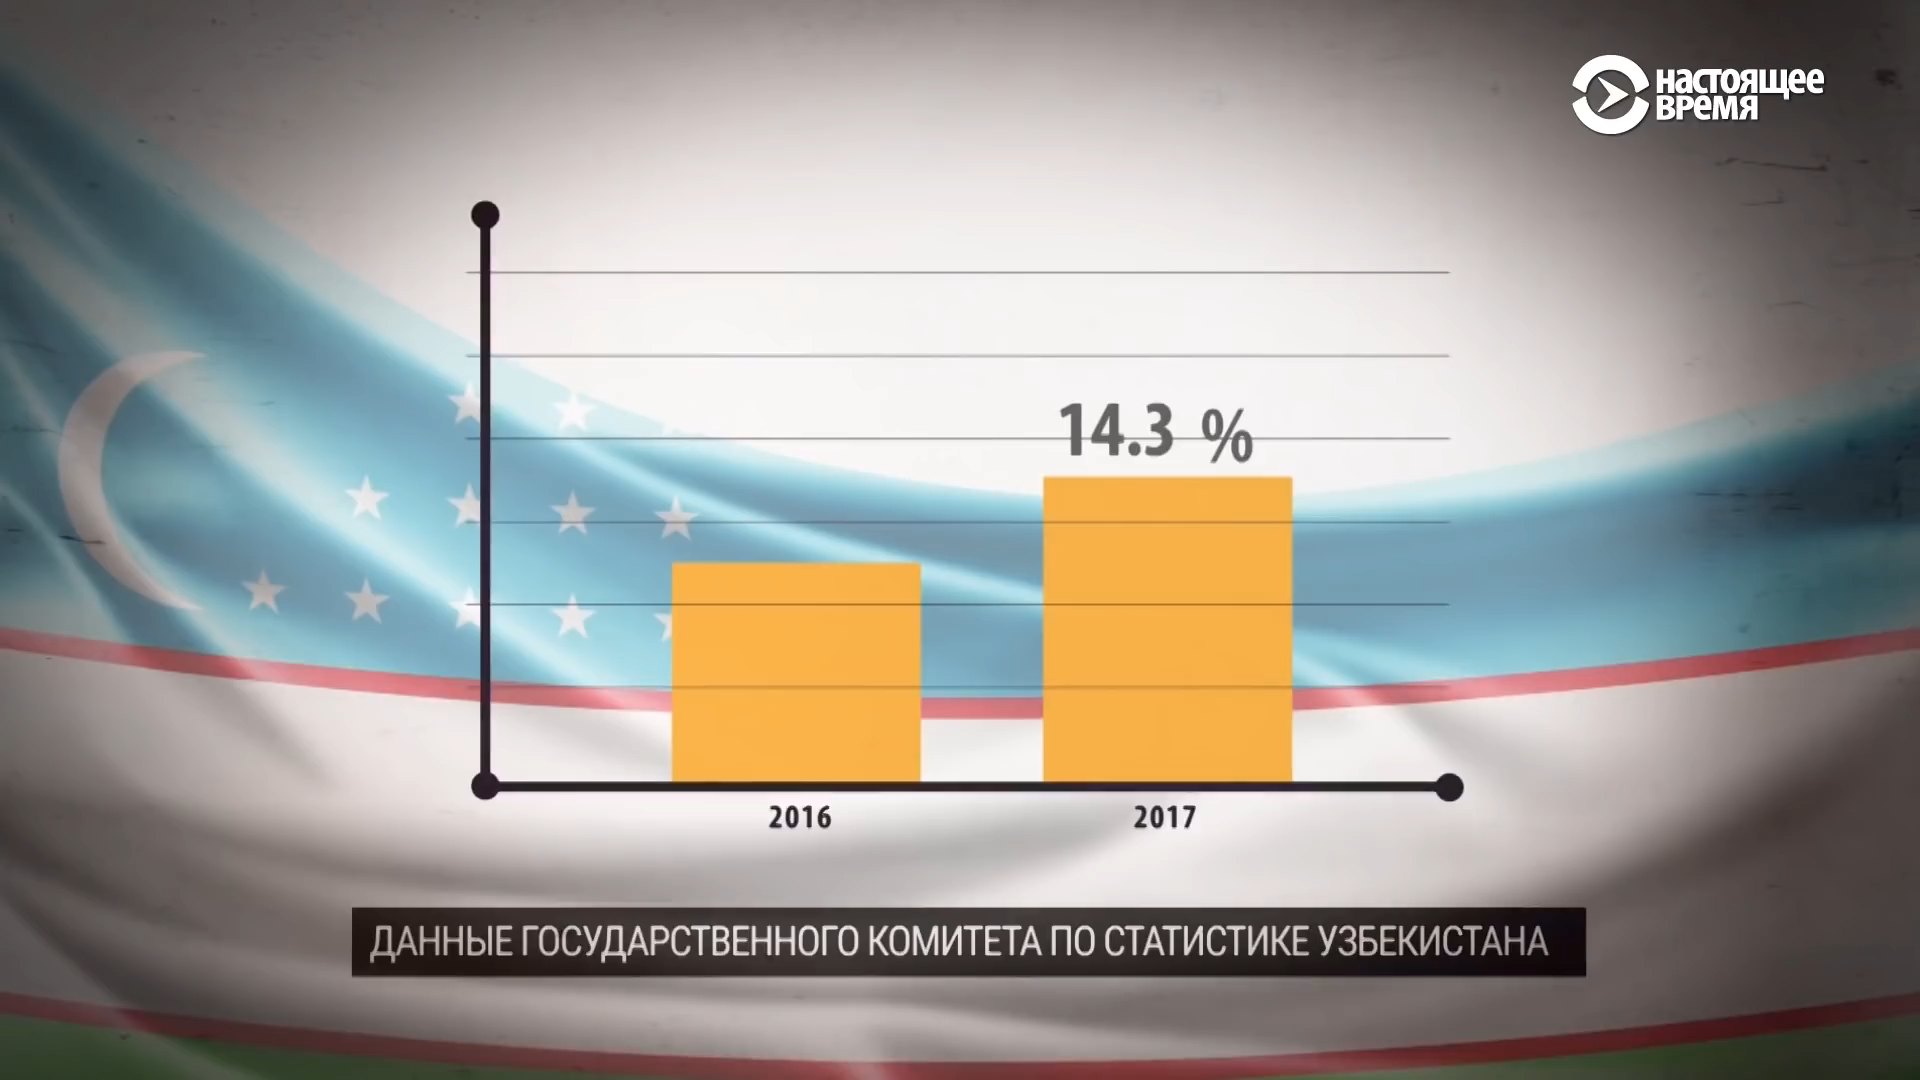 настоящее
время
14.3 %
2016 2017
ДАННЫЕ ГОСУДАРСТВЕННОГО КОМИТЕТА ПО СТАТИСТИКЕ УЗБЕКИСТАНА